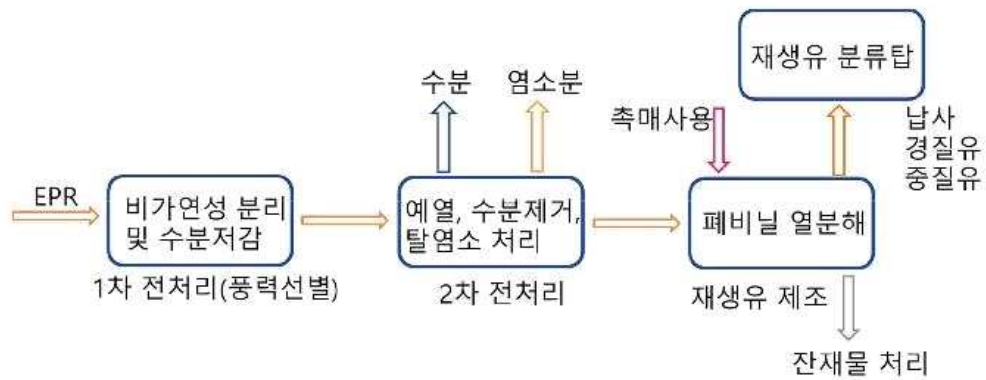 재생유 분류탑
수분
염소분
촉매사용
납사
경질유
중질유
EPR
비가연성 분리
및 수분저감
예열, 수분제거,
탈염소 처리
폐비닐 열분해
1차 전처리(풍력선별)
2차 전처리
재생유 제조
잔재물 처리